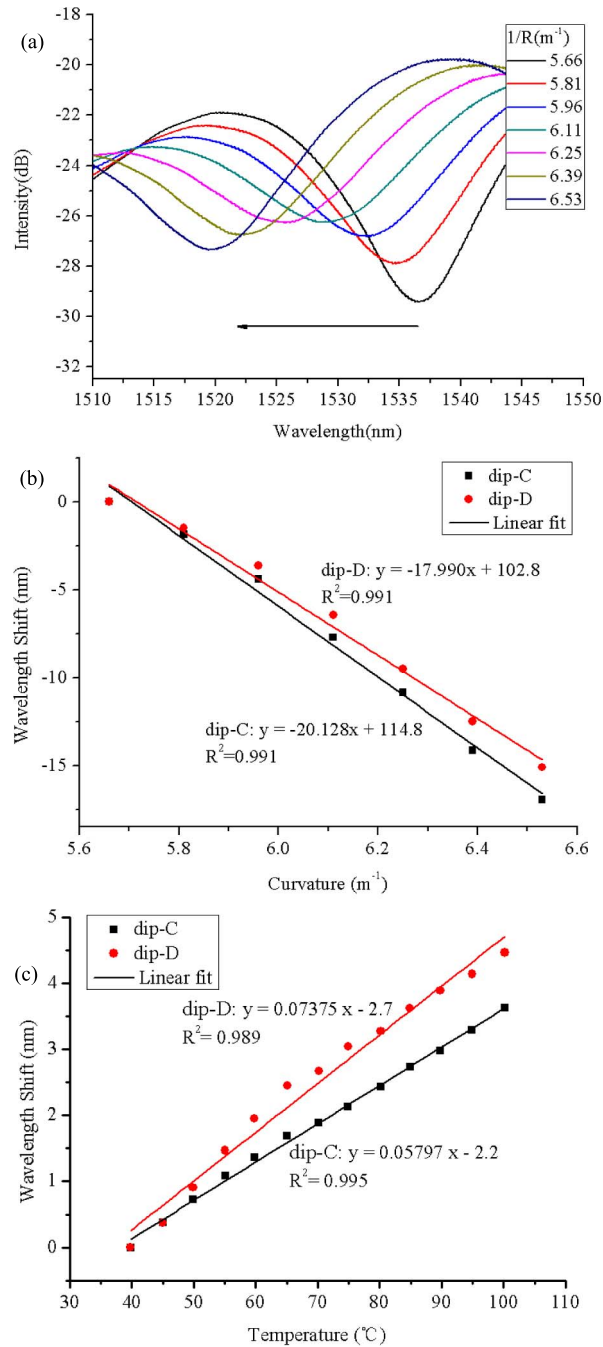 (a)
1/R(m⁻¹)
5.66
5.81
5.96
6.11
6.25
6.39
6.53
-20
-22
-24
-26
-28
-30
-32
Intensity(dB)
1510 1515 1520 1525 1530 1535 1540 1545 1550
Wavelength(nm)
(b)
dip-C
dip-D
Linear fit
0
-5
-10
-15
Wavelength Shift (nm)
dip-D: y = -17.990x + 102.8
R²=0.991
dip-C: y = -20.128x + 114.8
R²=0.991
5.6 5.8 6.0 6.2 6.4 6.6
Curvature (m⁻¹)
(c)
dip-C
dip-D
Linear fit
5
4
3
2
1
0
Wavelength Shift (nm)
dip-D: y = 0.07375 x - 2.7
R² = 0.989
dip-C: y = 0.05797 x - 2.2
R² = 0.995
30 40 50 60 70 80 90 100 110
Temperature (℃)